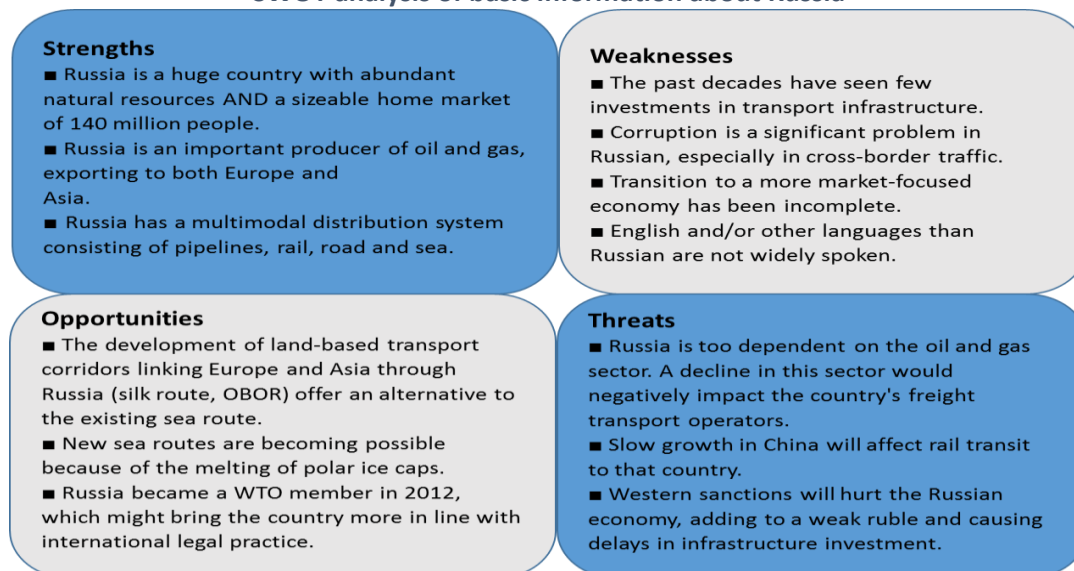 SWOT analysis of basic information about Russia
Strengths
■ Russia is a huge country with abundant
natural resources AND a sizeable home market
of 140 million people.
■ Russia is an important producer of oil and gas,
exporting to both Europe and
Asia.
■ Russia has a multimodal distribution system
consisting of pipelines, rail, road and sea.
Weaknesses
■ The past decades have seen few
investments in transport infrastructure.
■ Corruption is a significant problem in
Russian, especially in cross-border traffic.
■ Transition to a more market-focused
economy has been incomplete.
■ English and/or other languages than
Russian are not widely spoken.
Opportunities
■ The development of land-based transport
corridors linking Europe and Asia through
Russia (silk route, OBOR) offer an alternative to
the existing sea route.
■ New sea routes are becoming possible
because of the melting of polar ice caps.
■ Russia became a WTO member in 2012,
which might bring the country more in line with
international legal practice.
Threats
■ Russia is too dependent on the oil and gas
sector. A decline in this sector would
negatively impact the country's freight
transport operators.
■ Slow growth in China will affect rail transit
to that country.
■ Western sanctions will hurt the Russian
economy, adding to a weak ruble and causing
delays in infrastructure investment.